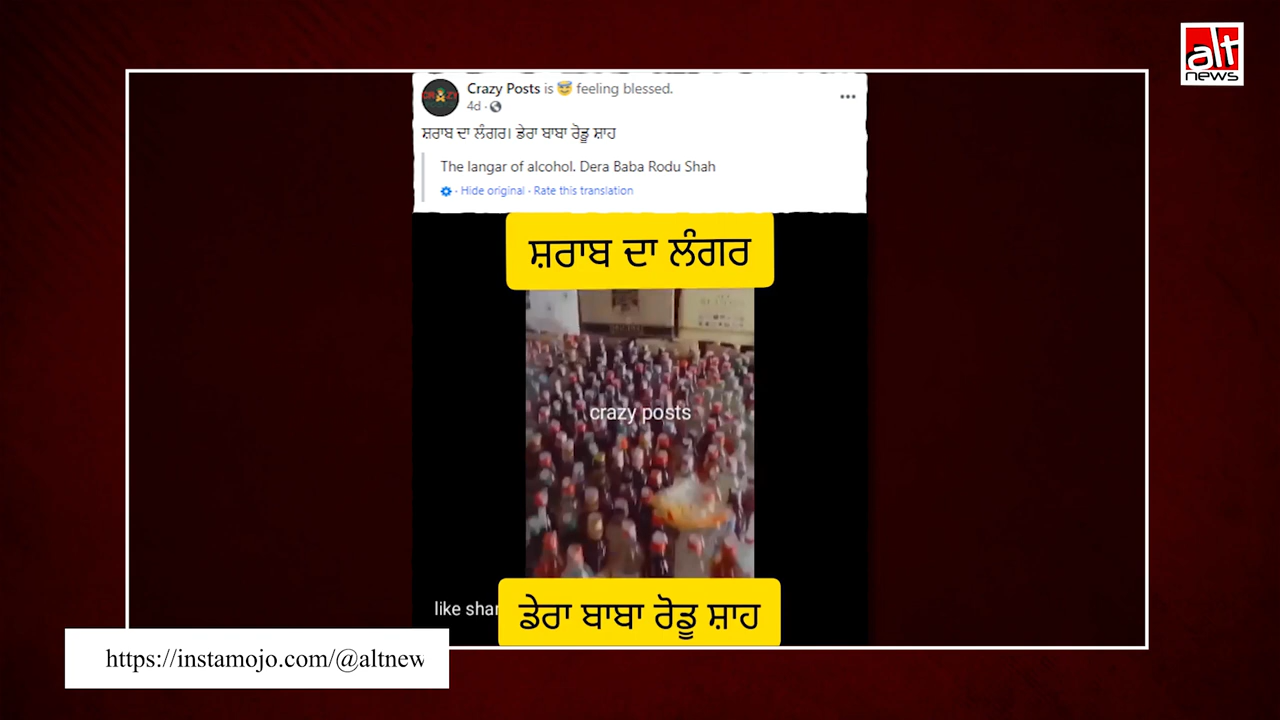 alt
news
Crazy Posts is 😇 feeling blessed.
4d ·
ਸ਼ਰਾਬ ਦਾ ਲੰਗਰ। ਡੇਰਾ ਬਾਬਾ ਰੋਡੂ ਸ਼ਾਹ
The langar of alcohol. Dera Baba Rodu Shah
· Hide original · Rate this translation
ਸ਼ਰਾਬ ਦਾ ਲੰਗਰ
crazy posts
like shar
ਡੇਰਾ ਬਾਬਾ ਰੋਡੂ ਸ਼ਾਹ
https://instamojo.com/@altnew